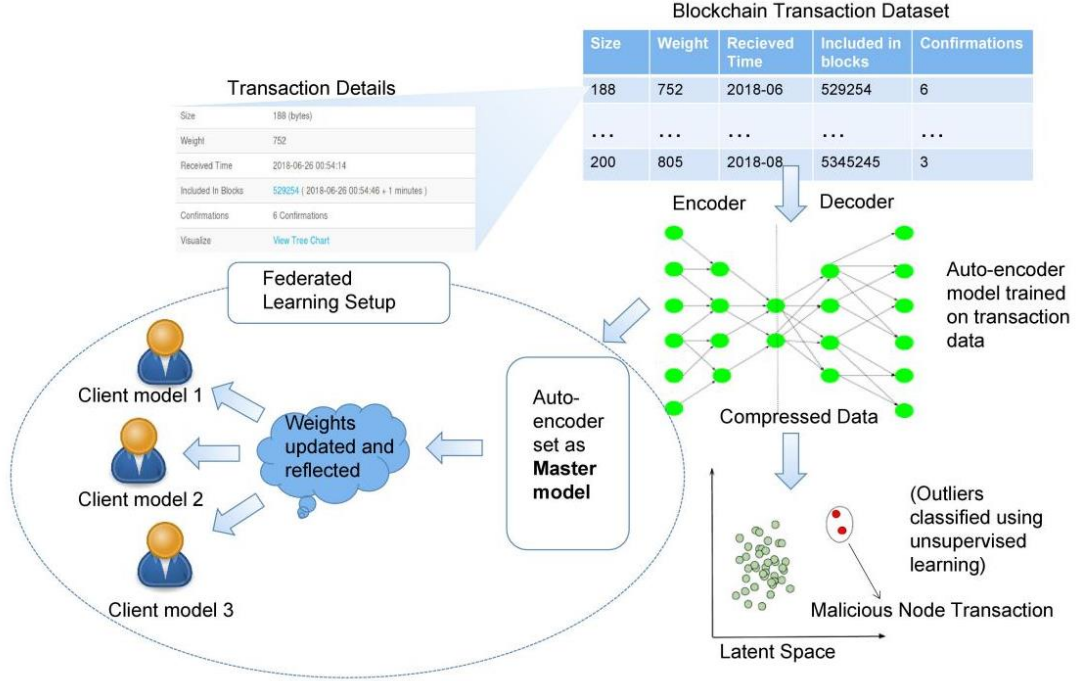 Blockchain Transaction Dataset
Size Weight Recieved Time Included in blocks Confirmations
188 752 2018-06 529254 6
... ... ... ... ...
200 805 2018-08 5345245 3
Transaction Details
Size 188 (bytes)
Weight 752
Received Time 2018-06-26 00:54:14
Included In Blocks 529254 ( 2018-06-26 00:54:46 + 1 minutes )
Confirmations 6 Confirmations
Visualize View Tree Chart
Encoder Decoder
Auto-encoder
model trained
on transaction
data
Compressed Data
Federated
Learning Setup
Client model 1
Client model 2
Client model 3
Weights
updated and
reflected
Auto-
encoder
set as
Master
model
(Outliers
classified using
unsupervised
learning)
Malicious Node Transaction
Latent Space